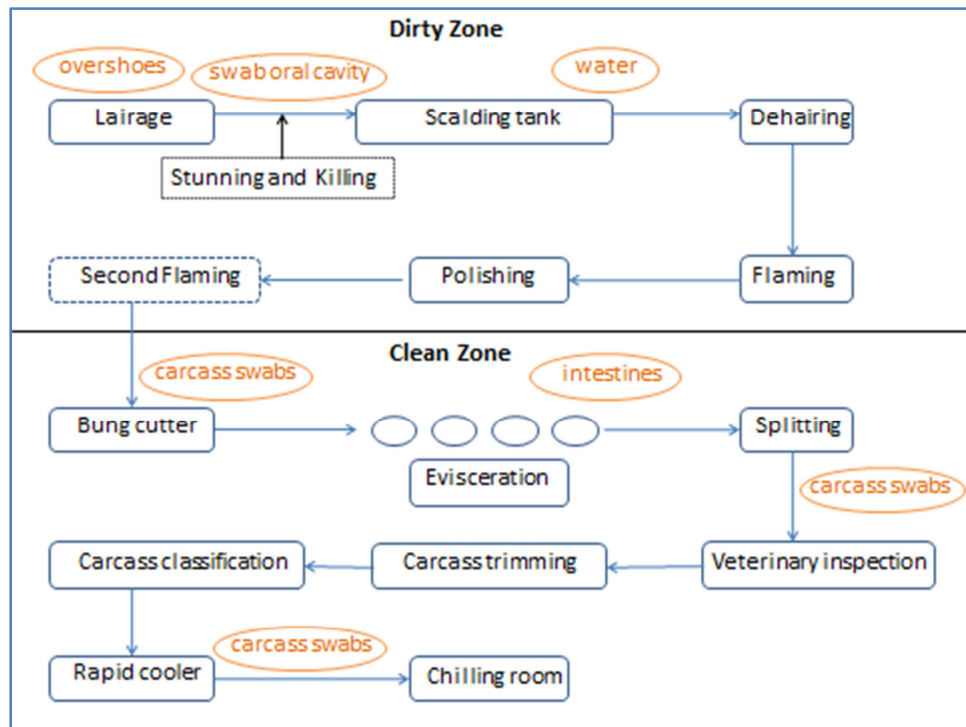 Dirty Zone
overshoes
swab oral cavity
water
Lairage
Scalding tank
Dehairing
Stunning and Killing
Second Flaming
Polishing
Flaming
Clean Zone
carcass swabs
intestines
Bung cutter
Splitting
Evisceration
carcass swabs
Carcass classification
Carcass trimming
Veterinary inspection
carcass swabs
Rapid cooler
Chilling room